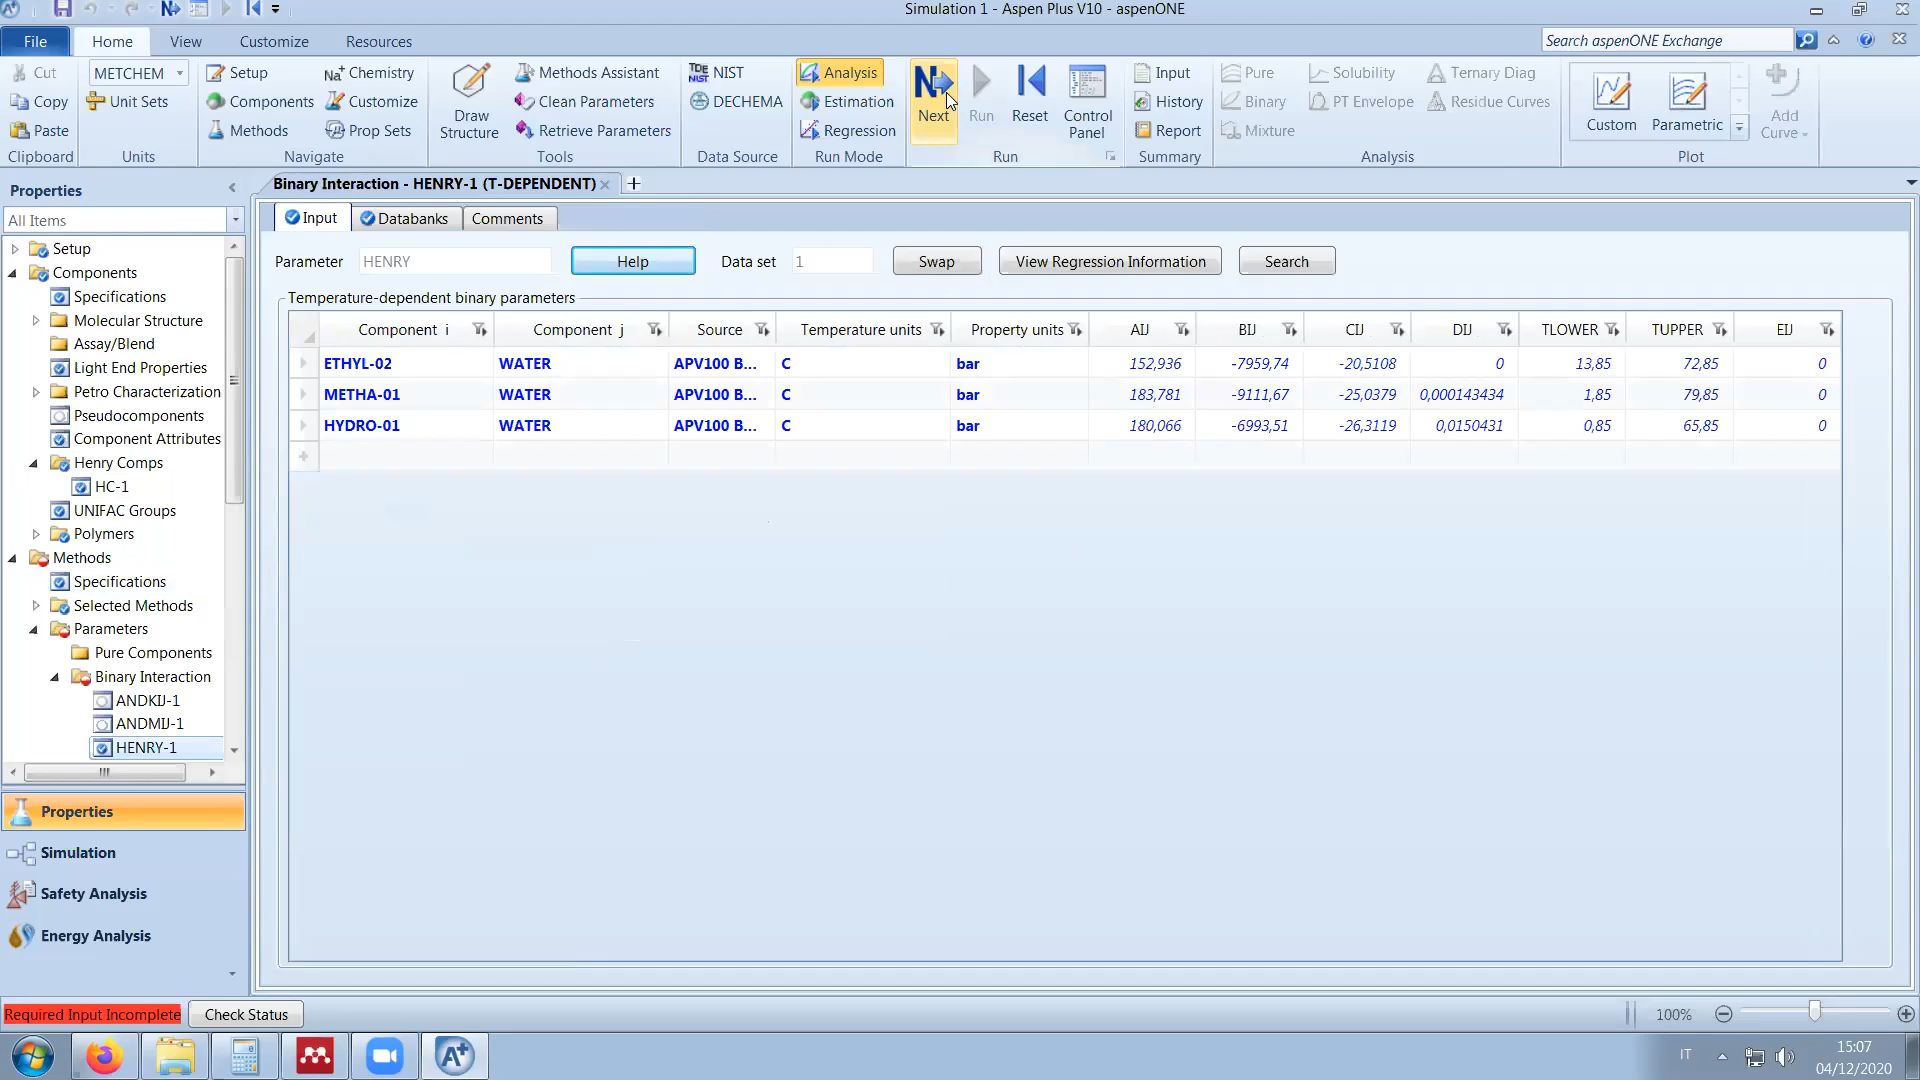 Simulation 1 - Aspen Plus V10 - aspenONE
File Home View Customize Resources Search aspenONE Exchange
Cut METCHEM Setup Na+ Chemistry Methods Assistant NIST Analysis Input Pure Solubility Ternary Diag
Copy Unit Sets Components Customize Clean Parameters DECHEMA Estimation History Binary PT Envelope Residue Curves
Paste Methods Prop Sets Draw Structure Retrieve Parameters Regression Next Run Reset Control Panel Report Mixture Custom Parametric Add Curve
Clipboard Units Navigate Tools Data Source Run Mode Run Summary Analysis Plot
Properties
All Items
Setup
Components
Specifications
Molecular Structure
Assay/Blend
Light End Properties
Petro Characterization
Pseudocomponents
Component Attributes
Henry Comps
HC-1
UNIFAC Groups
Polymers
Methods
Specifications
Selected Methods
Parameters
Pure Components
Binary Interaction
ANDKIJ-1
ANDMIJ-1
HENRY-1
Properties
Simulation
Safety Analysis
Energy Analysis
Binary Interaction - HENRY-1 (T-DEPENDENT)
Input Databanks Comments
Parameter HENRY Help Data set 1 Swap View Regression Information Search
Temperature-dependent binary parameters
Component i Component j Source Temperature units Property units AIJ BIJ CIJ DIJ TLOWER TUPPER EIJ
ETHYL-02 WATER APV100 B... C bar 152,936 -7959,74 -20,5108 0 13,85 72,85 0
METHA-01 WATER APV100 B... C bar 183,781 -9111,67 -25,0379 0,000143434 1,85 79,85 0
HYDRO-01 WATER APV100 B... C bar 180,066 -6993,51 -26,3119 0,0150431 0,85 65,85 0
Required Input Incomplete Check Status 100%
IT 15:07
04/12/2020